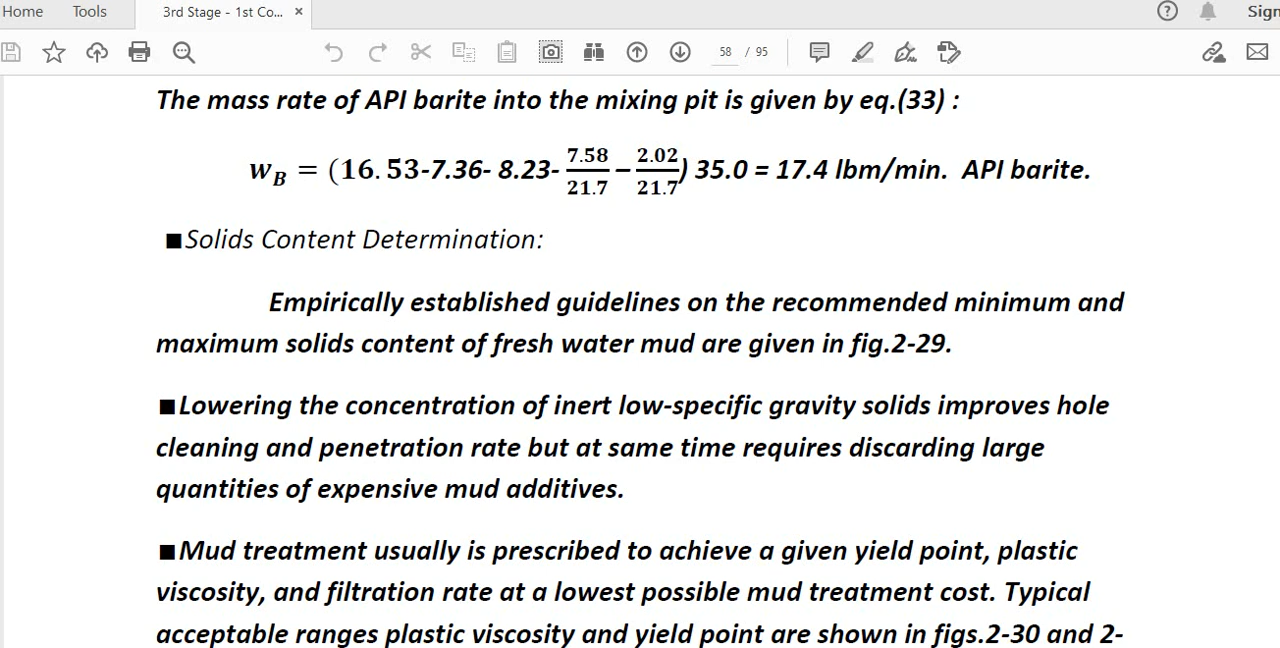 Home Tools 3rd Stage - 1st Co... × ? Sign
58 / 95
The mass rate of API barite into the mixing pit is given by eq.(33) :
w_B = (16. 53-7.36- 8.23- 7.58/21.7 − 2.02/21.7) 35.0 = 17.4 lbm/min. API barite.
■Solids Content Determination:
Empirically established guidelines on the recommended minimum and
maximum solids content of fresh water mud are given in fig.2-29.
■Lowering the concentration of inert low-specific gravity solids improves hole
cleaning and penetration rate but at same time requires discarding large
quantities of expensive mud additives.
■Mud treatment usually is prescribed to achieve a given yield point, plastic
viscosity, and filtration rate at a lowest possible mud treatment cost. Typical
acceptable ranges plastic viscosity and yield point are shown in figs.2-30 and 2-